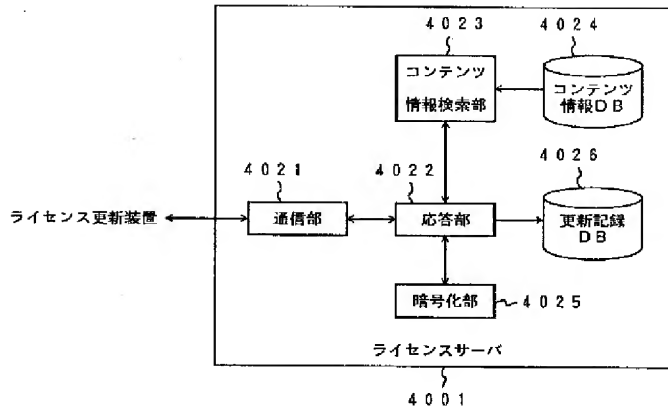 4023
4024
コンテンツ
情報検索部
コンテンツ
情報DB
4021
4022
4026
ライセンス更新装置
通信部
応答部
更新記録
DB
暗号化部
4025
ライセンスサーバ
4001